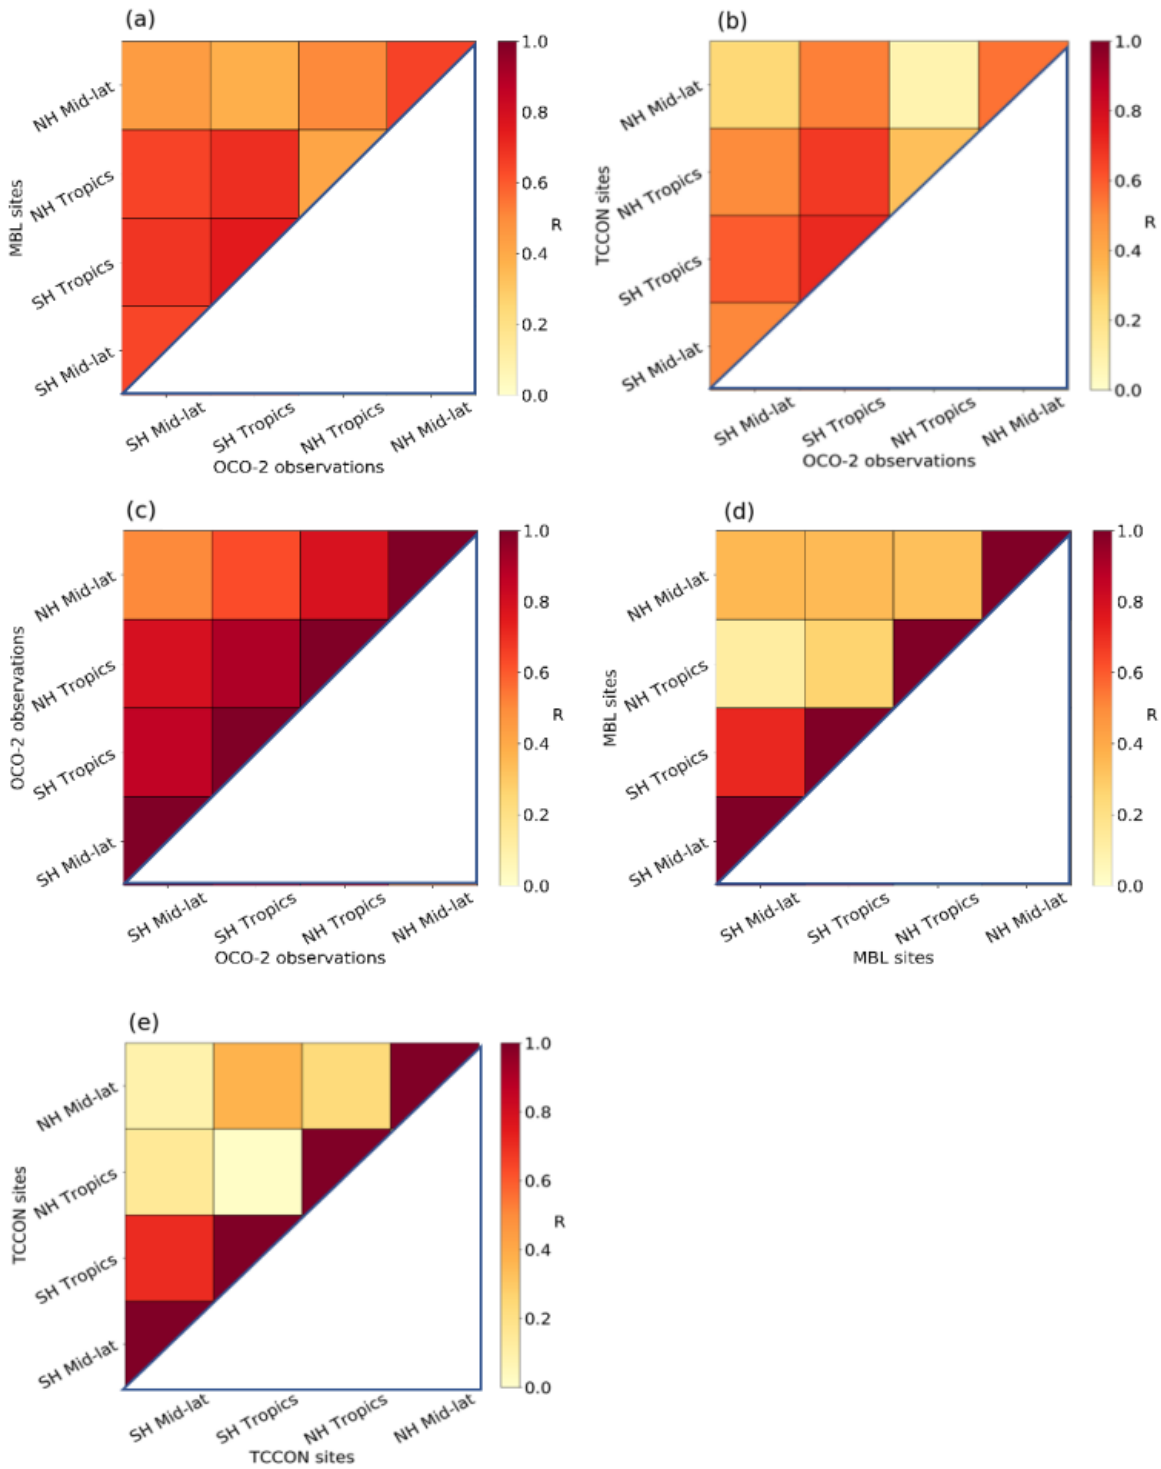 (a)
MBL sites
NH Mid-lat
NH Tropics
SH Tropics
SH Mid-lat
SH Mid-lat
SH Tropics
NH Tropics
NH Mid-lat
OCO-2 observations
1.0
0.8
0.6
0.4
0.2
0.0
R
(b)
TCCON sites
NH Mid-lat
NH Tropics
SH Tropics
SH Mid-lat
SH Mid-lat
SH Tropics
NH Tropics
NH Mid-lat
OCO-2 observations
1.0
0.8
0.6
0.4
0.2
0.0
R
(c)
OCO-2 observations
NH Mid-lat
NH Tropics
SH Tropics
SH Mid-lat
SH Mid-lat
SH Tropics
NH Tropics
NH Mid-lat
OCO-2 observations
1.0
0.8
0.6
0.4
0.2
0.0
R
(d)
MBL sites
NH Mid-lat
NH Tropics
SH Tropics
SH Mid-lat
SH Mid-lat
SH Tropics
NH Tropics
NH Mid-lat
MBL sites
1.0
0.8
0.6
0.4
0.2
0.0
R
(e)
TCCON sites
NH Mid-lat
NH Tropics
SH Tropics
SH Mid-lat
SH Mid-lat
SH Tropics
NH Tropics
NH Mid-lat
TCCON sites
1.0
0.8
0.6
0.4
0.2
0.0
R